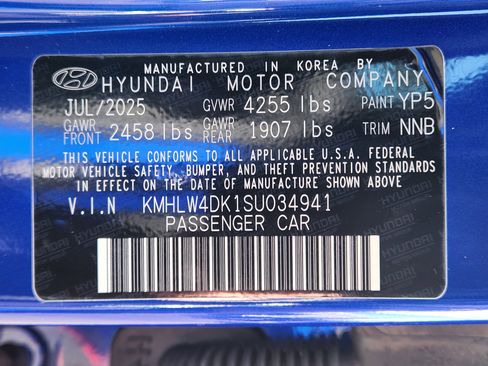 MANUFACTURED IN KOREA BY
HYUNDAI MOTOR COMPANY
JUL/2025 GVWR 4255 lbs PAINT YP5
GAWR FRONT 2458 lbs GAWR REAR 1907 lbs TRIM NNB
THIS VEHICLE CONFORMS TO ALL APPLICABLE U.S.A. FEDERAL
MOTOR VEHICLE SAFETY, BUMPER, AND THEFT PREVENTION STANDARDS
IN EFFECT ON THE DATE OF MANUFACTURE SHOWN ABOVE.
V.I.N KMHLW4DK1SU034941
PASSENGER CAR